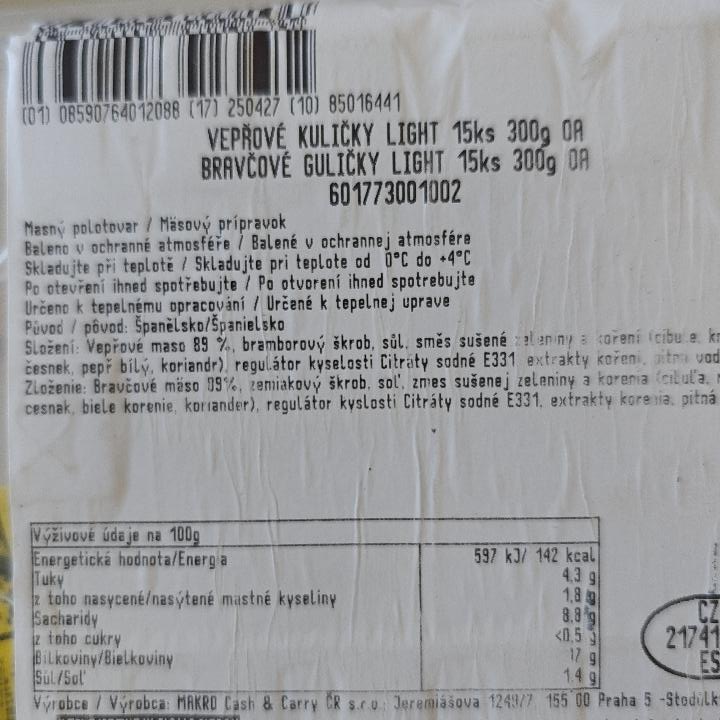 (01) 08590764012088 (17) 250427 (10) 85016441
VEPŘOVÉ KULIČKY LIGHT 15ks 300g OA
BRAVČOVÉ GULIČKY LIGHT 15ks 300g OA
601773001002
Masný polotovar / Mäsový prípravok
Baleno v ochranné atmosféře / Balené v ochrannej atmosfére
Skladujte při teplotě / Skladujte pri teplote od 0°C do +4°C
Po otevření ihned spotřebujte / Po otvorení ihned spotrebujte
Určeno k tepelnému opracování / Určené k tepelnej uprave
Původ / pôvod: Španělsko/Španielsko
Složení: Vepřové maso 89 %, bramborový škrob, sůl, směs sušené zeleniny a koření (cibule,
česnek, pepř bílý, koriandr), regulátor kyselosti Citráty sodné E331 extrakty koření, pitná vod
Zloženie: Bravčové mäso 89%, zemiakový škrob, soľ, zmes sušenej zeleniny a korenia (cibuľa,
cesnak, biele korenie, koriander), regulátor kyslosti Citráty sodné E331, extrakty korenia, pitná
Výživové údaje na 100g
Energetická hodnota/Energia 597 kJ/ 142 kcal
Tuky 4,3 g
z toho nasycené/nasýtené mastné kyseliny 1,8 g
Sacharidy 8,8 g
z toho cukry <0,5 g
Bílkoviny/Bielkoviny 17 g
Sůl/Soľ 1,4 g
CZ
21741
ES
Výrobce / Výrobca: MAKRO Cash & Carry ČR s.r.o. Jeremiášova 1249/7 155 00 Praha 5 -Stodůlk